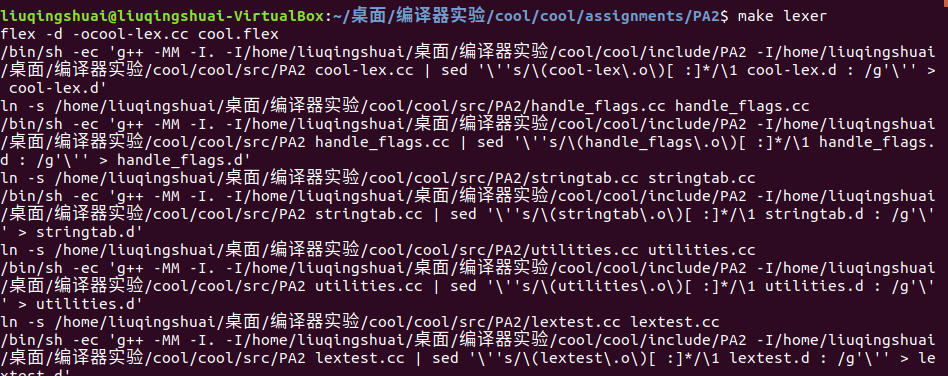 liuqingshuai@liuqingshuai-VirtualBox:~/桌面/编译器实验/cool/cool/assignments/PA2$ make lexer
flex -d -ocool-lex.cc cool.flex
/bin/sh -ec 'g++ -MM -I. -I/home/liuqingshuai/桌面/编译器实验/cool/cool/include/PA2 -I/home/liuqingshuai
/桌面/编译器实验/cool/cool/src/PA2 cool-lex.cc | sed '\''s/\(cool-lex\.o\)[ :]*/\1 cool-lex.d : /g'\'' >
 cool-lex.d'
ln -s /home/liuqingshuai/桌面/编译器实验/cool/cool/src/PA2/handle_flags.cc handle_flags.cc
/bin/sh -ec 'g++ -MM -I. -I/home/liuqingshuai/桌面/编译器实验/cool/cool/include/PA2 -I/home/liuqingshuai
/桌面/编译器实验/cool/cool/src/PA2 handle_flags.cc | sed '\''s/\(handle_flags\.o\)[ :]*/\1 handle_flags.
d : /g'\'' > handle_flags.d'
ln -s /home/liuqingshuai/桌面/编译器实验/cool/cool/src/PA2/stringtab.cc stringtab.cc
/bin/sh -ec 'g++ -MM -I. -I/home/liuqingshuai/桌面/编译器实验/cool/cool/include/PA2 -I/home/liuqingshuai
/桌面/编译器实验/cool/cool/src/PA2 stringtab.cc | sed '\''s/\(stringtab\.o\)[ :]*/\1 stringtab.d : /g'\'
' > stringtab.d'
ln -s /home/liuqingshuai/桌面/编译器实验/cool/cool/src/PA2/utilities.cc utilities.cc
/bin/sh -ec 'g++ -MM -I. -I/home/liuqingshuai/桌面/编译器实验/cool/cool/include/PA2 -I/home/liuqingshuai
/桌面/编译器实验/cool/cool/src/PA2 utilities.cc | sed '\''s/\(utilities\.o\)[ :]*/\1 utilities.d : /g'\'
' > utilities.d'
ln -s /home/liuqingshuai/桌面/编译器实验/cool/cool/src/PA2/lextest.cc lextest.cc
/bin/sh -ec 'g++ -MM -I. -I/home/liuqingshuai/桌面/编译器实验/cool/cool/include/PA2 -I/home/liuqingshuai
/桌面/编译器实验/cool/cool/src/PA2 lextest.cc | sed '\''s/\(lextest\.o\)[ :]*/\1 lextest.d : /g'\'' > le
xtest.d'